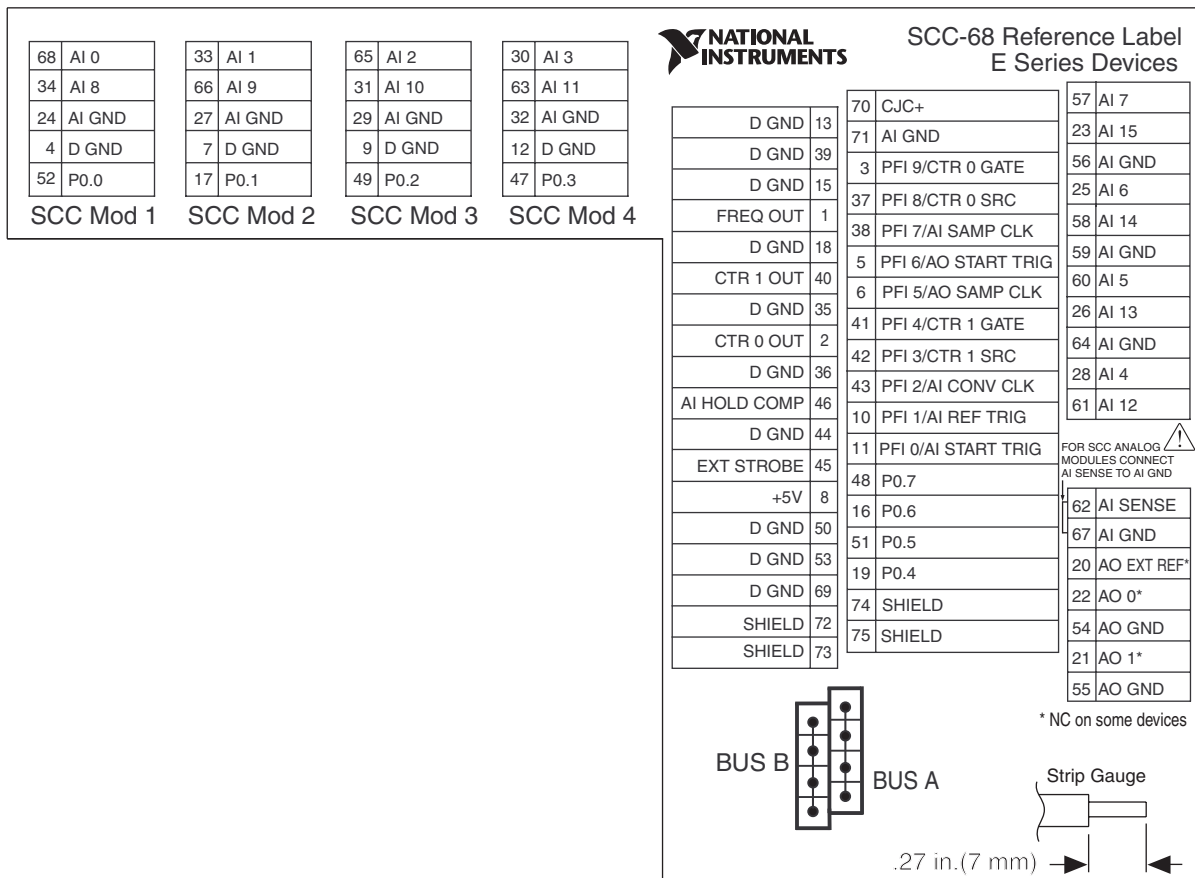 68 AI 0
34 AI 8
24 AI GND
4 D GND
52 P0.0
SCC Mod 1
33 AI 1
66 AI 9
27 AI GND
7 D GND
17 P0.1
SCC Mod 2
65 AI 2
31 AI 10
29 AI GND
9 D GND
49 P0.2
SCC Mod 3
30 AI 3
63 AI 11
32 AI GND
12 D GND
47 P0.3
SCC Mod 4
NATIONAL
INSTRUMENTS
SCC-68 Reference Label
E Series Devices
D GND 13
D GND 39
D GND 15
FREQ OUT 1
D GND 18
CTR 1 OUT 40
D GND 35
CTR 0 OUT 2
D GND 36
AI HOLD COMP 46
D GND 44
EXT STROBE 45
+5V 8
D GND 50
D GND 53
D GND 69
SHIELD 72
SHIELD 73
70 CJC+
71 AI GND
3 PFI 9/CTR 0 GATE
37 PFI 8/CTR 0 SRC
38 PFI 7/AI SAMP CLK
5 PFI 6/AO START TRIG
6 PFI 5/AO SAMP CLK
41 PFI 4/CTR 1 GATE
42 PFI 3/CTR 1 SRC
43 PFI 2/AI CONV CLK
10 PFI 1/AI REF TRIG
11 PFI 0/AI START TRIG
48 P0.7
16 P0.6
51 P0.5
19 P0.4
74 SHIELD
75 SHIELD
57 AI 7
23 AI 15
56 AI GND
25 AI 6
58 AI 14
59 AI GND
60 AI 5
26 AI 13
64 AI GND
28 AI 4
61 AI 12
FOR SCC ANALOG
MODULES CONNECT
AI SENSE TO AI GND
!
62 AI SENSE
67 AI GND
20 AO EXT REF*
22 AO 0*
54 AO GND
21 AO 1*
55 AO GND
* NC on some devices
BUS B
BUS A
Strip Gauge
.27 in.(7 mm)